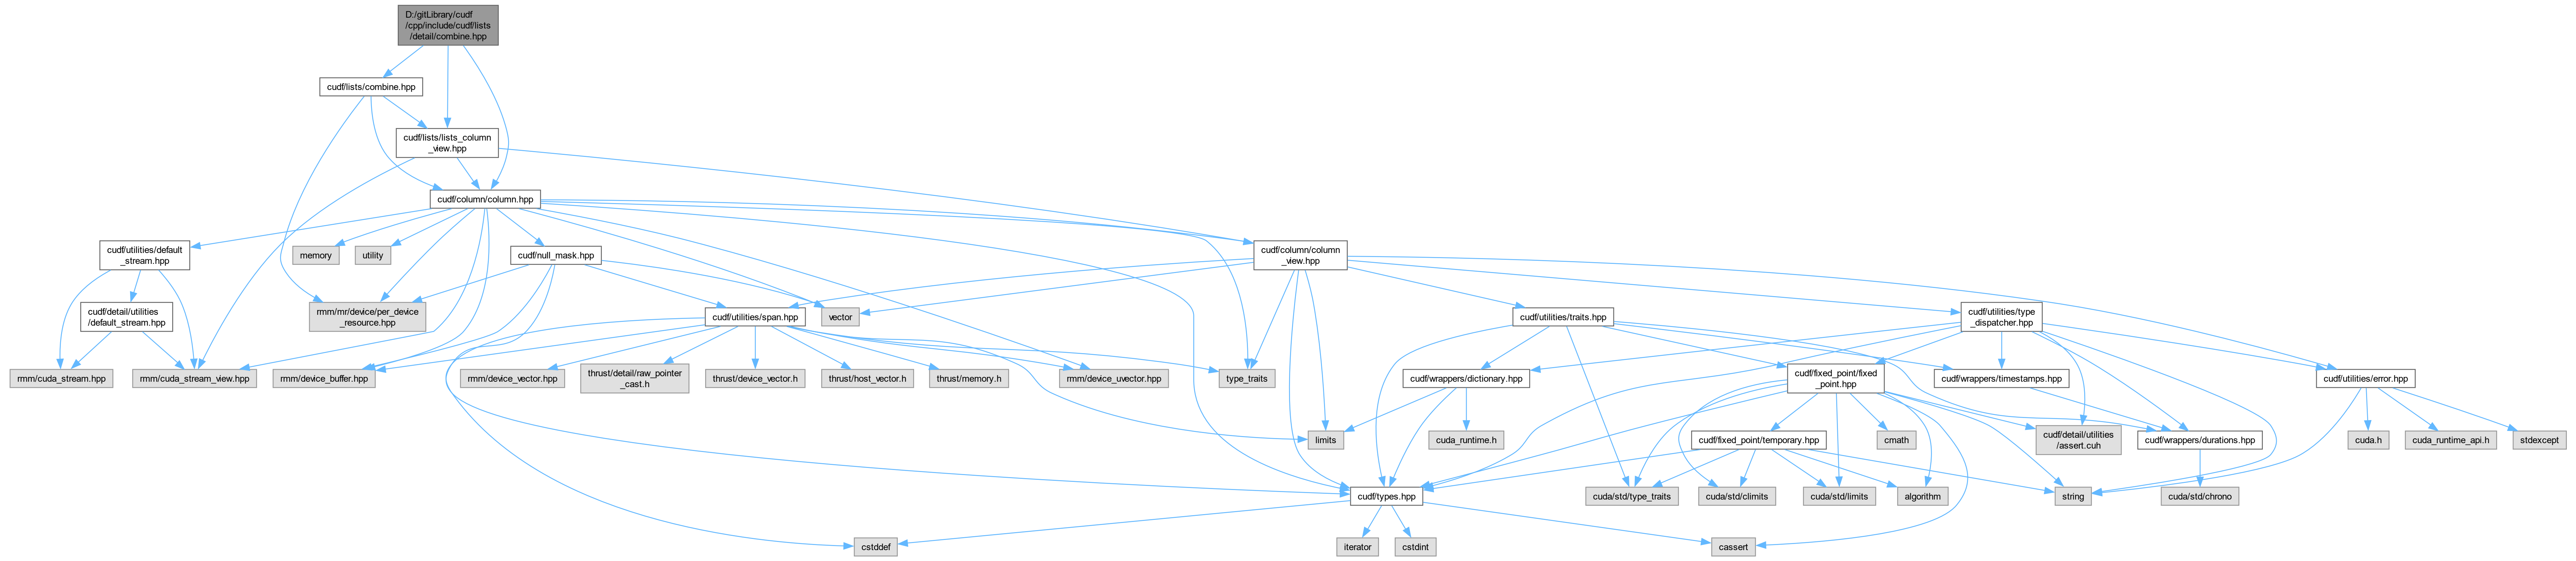 D:/gitLibrary/cudf
/cpp/include/cudf/lists
/detail/combine.hpp
cudf/lists/combine.hpp
cudf/lists/lists_column
_view.hpp
cudf/column/column.hpp
cudf/utilities/default
_stream.hpp
memory
utility
cudf/null_mask.hpp
cudf/column/column
_view.hpp
cudf/detail/utilities
/default_stream.hpp
rmm/mr/device/per_device
_resource.hpp
cudf/utilities/span.hpp
vector
cudf/utilities/traits.hpp
cudf/utilities/type
_dispatcher.hpp
rmm/cuda_stream.hpp
rmm/cuda_stream_view.hpp
rmm/device_buffer.hpp
rmm/device_vector.hpp
thrust/detail/raw_pointer
_cast.h
thrust/device_vector.h
thrust/host_vector.h
thrust/memory.h
rmm/device_uvector.hpp
type_traits
cudf/wrappers/dictionary.hpp
cudf/fixed_point/fixed
_point.hpp
cudf/wrappers/timestamps.hpp
cudf/utilities/error.hpp
limits
cuda_runtime.h
cudf/fixed_point/temporary.hpp
cmath
cudf/detail/utilities
/assert.cuh
cudf/wrappers/durations.hpp
cuda.h
cuda_runtime_api.h
stdexcept
cudf/types.hpp
cuda/std/type_traits
cuda/std/climits
cuda/std/limits
algorithm
string
cuda/std/chrono
cstddef
iterator
cstdint
cassert